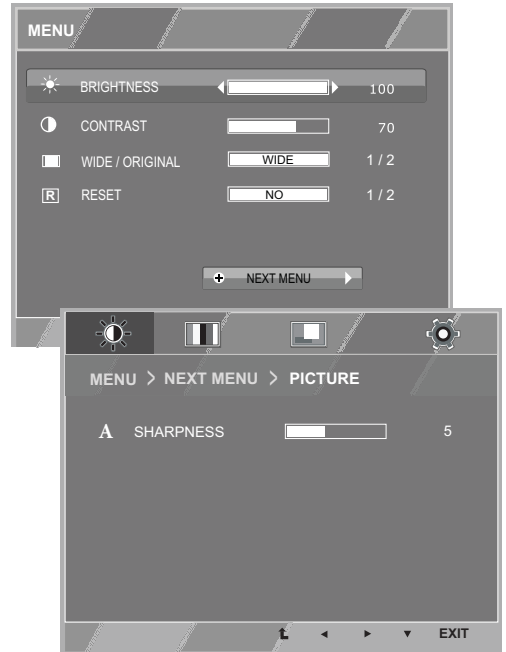 MENU
BRIGHTNESS 100
CONTRAST 70
WIDE / ORIGINAL WIDE 1 / 2
R RESET NO 1 / 2
NEXT MENU
MENU > NEXT MENU > PICTURE
A SHARPNESS 5
EXIT